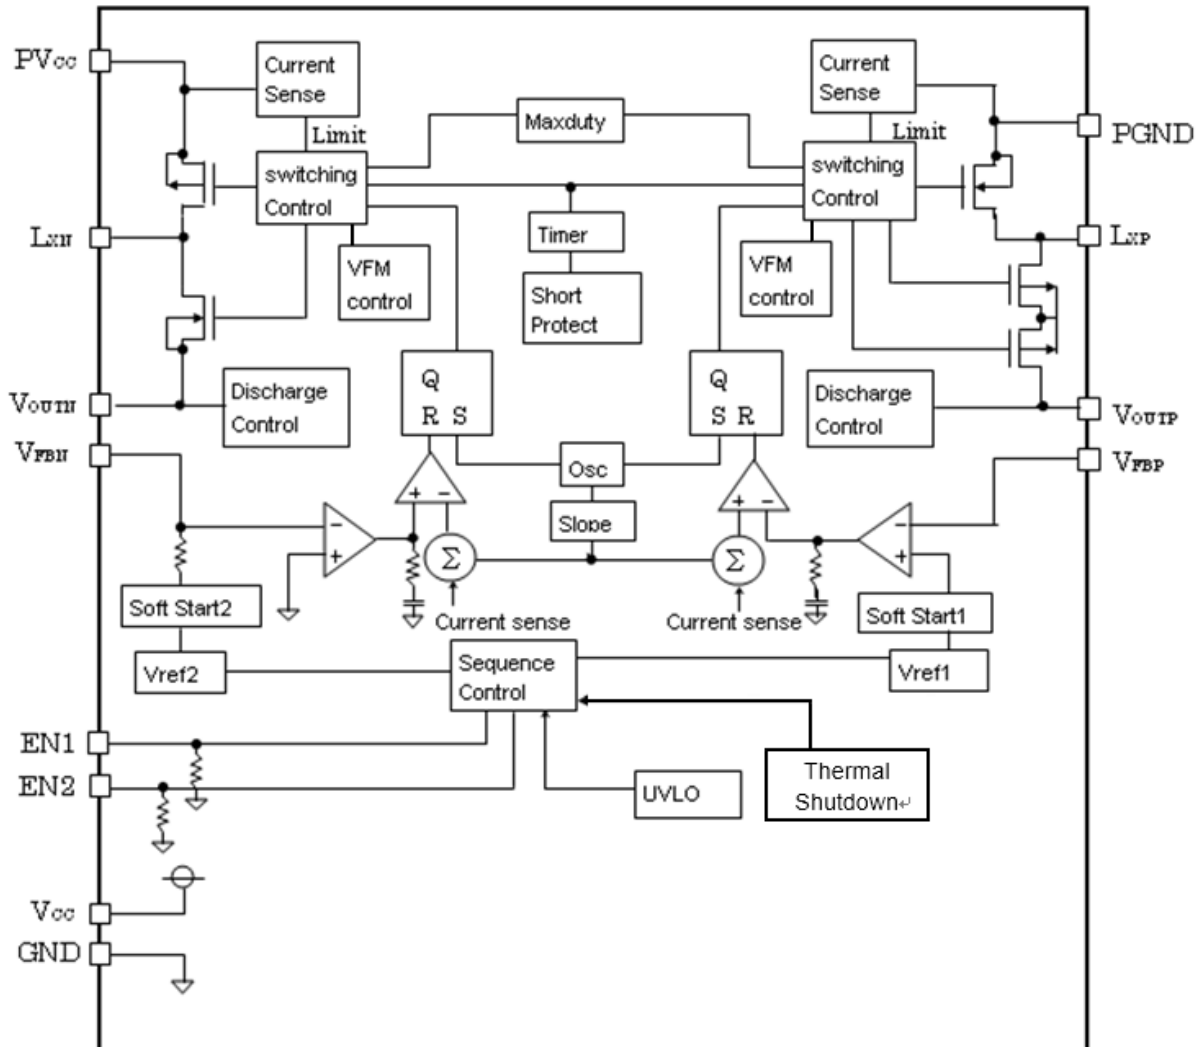 PVCC
Current
Sense
Limit
switching
Control
LXN
VFM
control
Maxduty
Timer
Short
Protect
Current
Sense
Limit
switching
Control
PGND
LXP
VFM
control
Q
R S
Q
S R
Discharge
Control
VOUTN
VFBN
Discharge
Control
VOUTP
VFBP
Osc
Slope
+ −
+ −
−
+
Σ
Σ
−
+
Current sense
Current sense
Soft Start2
Vref2
Soft Start1
Vref1
Sequence
Control
EN1
EN2
UVLO
Thermal
Shutdown↵
VCC
GND